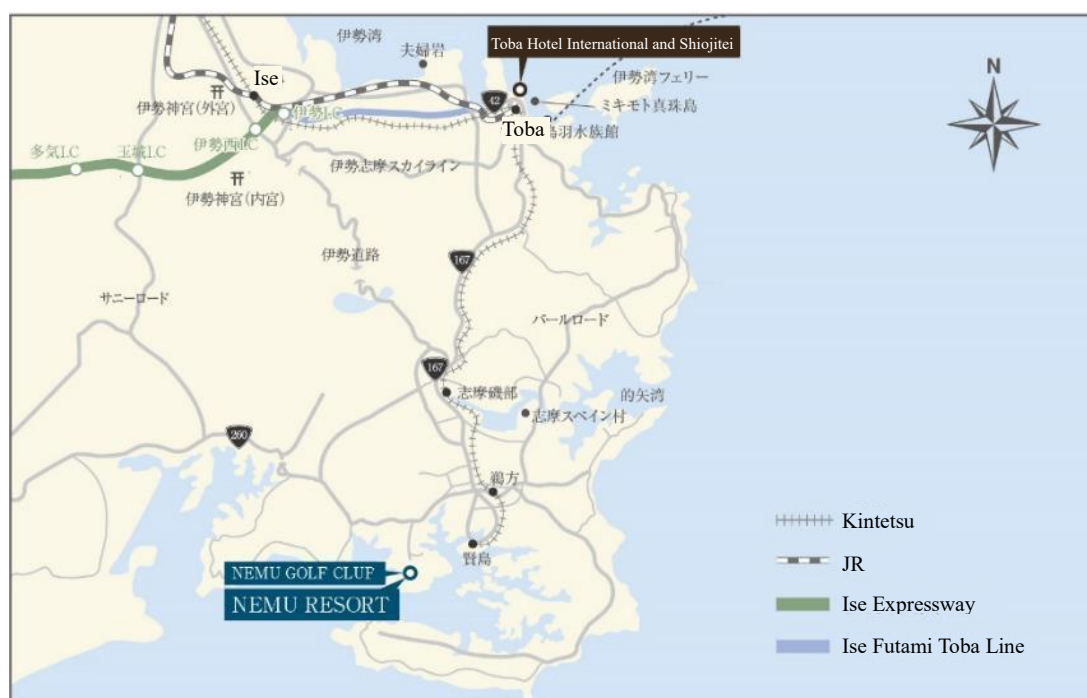 Toba Hotel International and Shiojitei
伊勢湾
夫婦岩
N
伊勢湾フェリー
Ise
42
ミキモト真珠島
伊勢神宮(外宮)
伊勢I.C
Toba
鳥羽水族館
伊勢西I.C
多気I.C
玉城I.C
伊勢志摩スカイライン
伊勢神宮(内宮)
伊勢道路
167
サニーロード
パールロード
167
志摩磯部
的矢湾
志摩スペイン村
260
鵜方
Kintetsu
賢島
JR
NEMU GOLF CLUF
NEMU RESORT
Ise Expressway
Ise Futami Toba Line